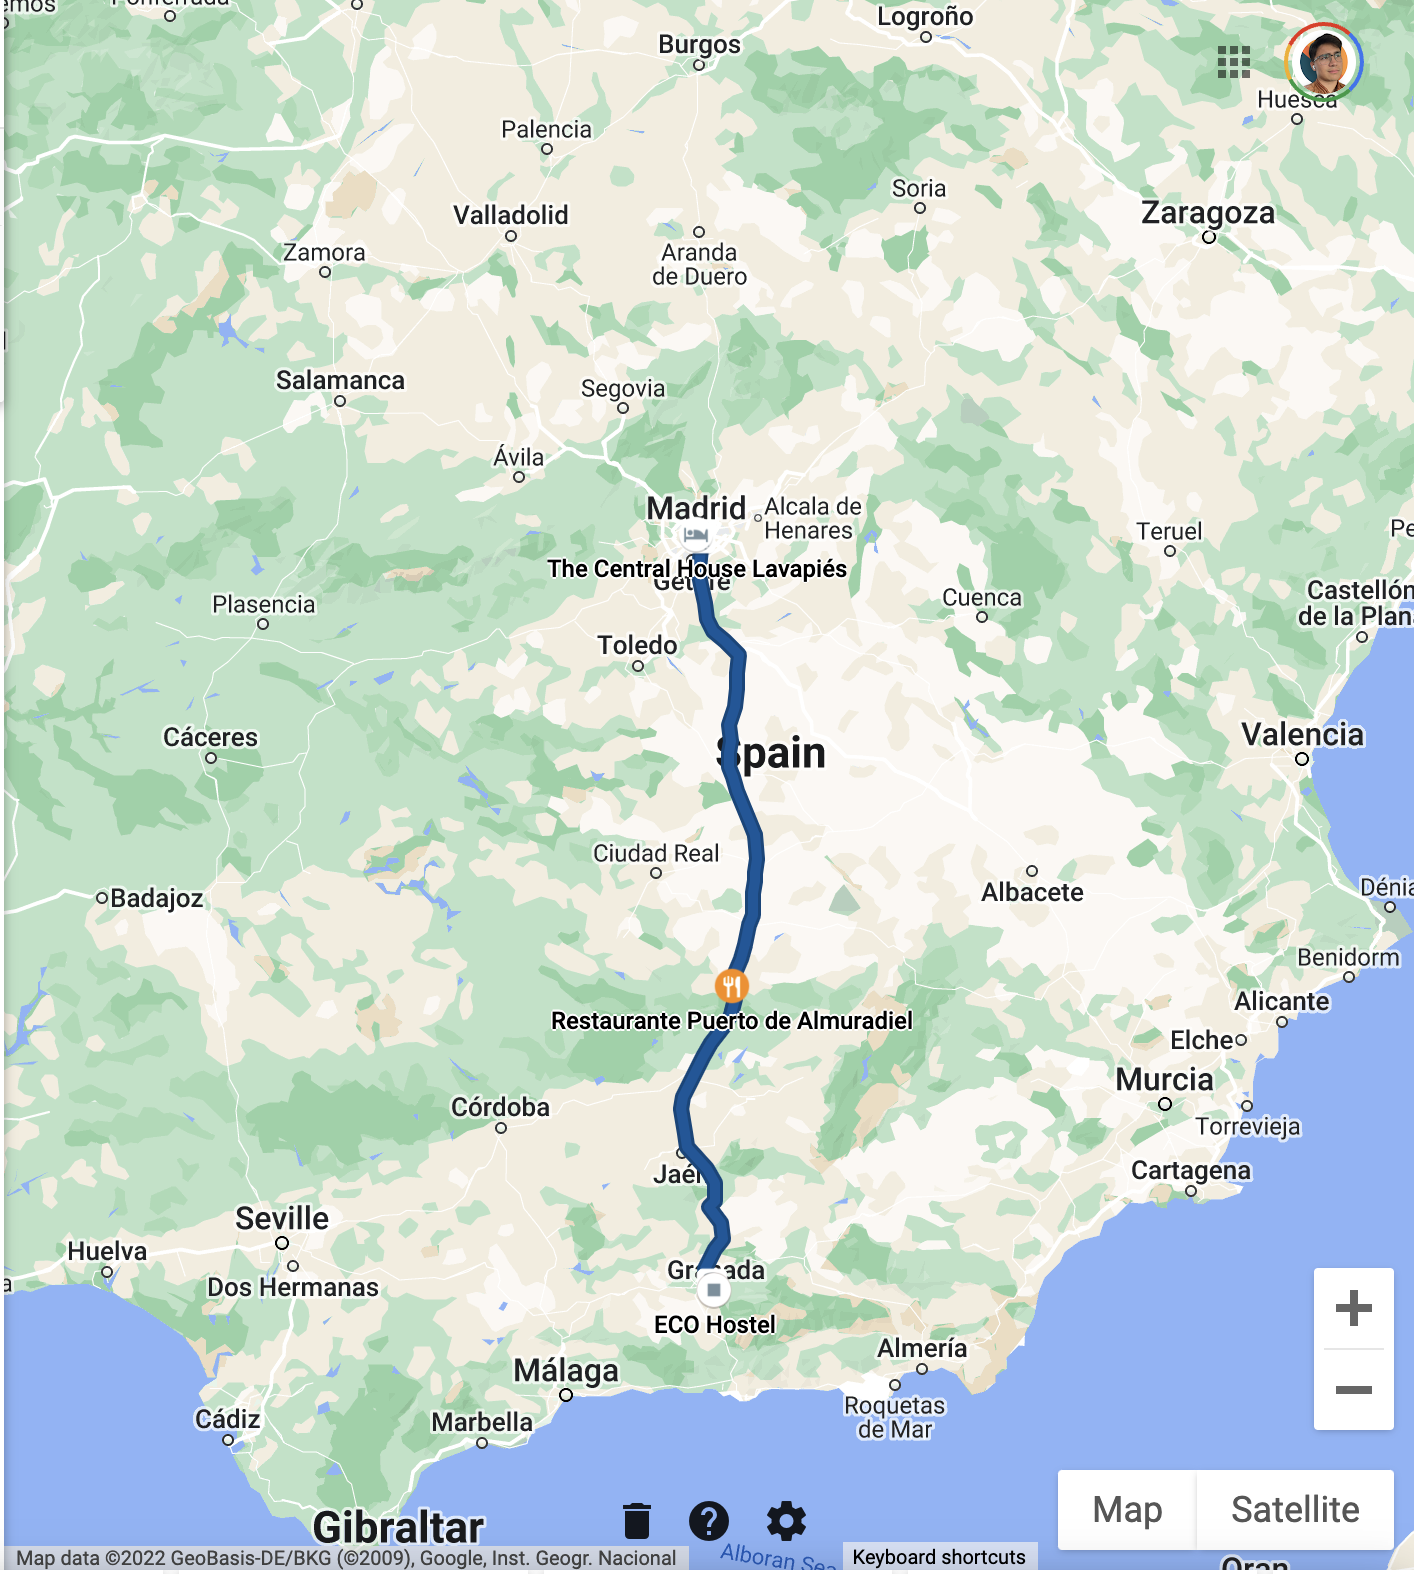 Logroño
Burgos
Huesca
Palencia
Soria
Valladolid
Zaragoza
Zamora
Aranda
de Duero
Salamanca
Segovia
Ávila
Madrid
Alcala de
Henares
Teruel
The Central House Lavapiés
Getafe
Castellón
de la Plan
Plasencia
Cuenca
Toledo
Cáceres
Valencia
Spain
Ciudad Real
Albacete
Dénia
Badajoz
Benidorm
Alicante
Restaurante Puerto de Almuradiel
Elche
Murcia
Córdoba
Torrevieja
Jaén
Cartagena
Seville
Huelva
Granada
Dos Hermanas
ECO Hostel
Almería
Málaga
Roquetas
de Mar
Cádiz
Marbella
Map
Satellite
Gibraltar
Map data ©2022 GeoBasis-DE/BKG (©2009), Google, Inst. Geogr. Nacional
Alboran Sea
Keyboard shortcuts
Oran